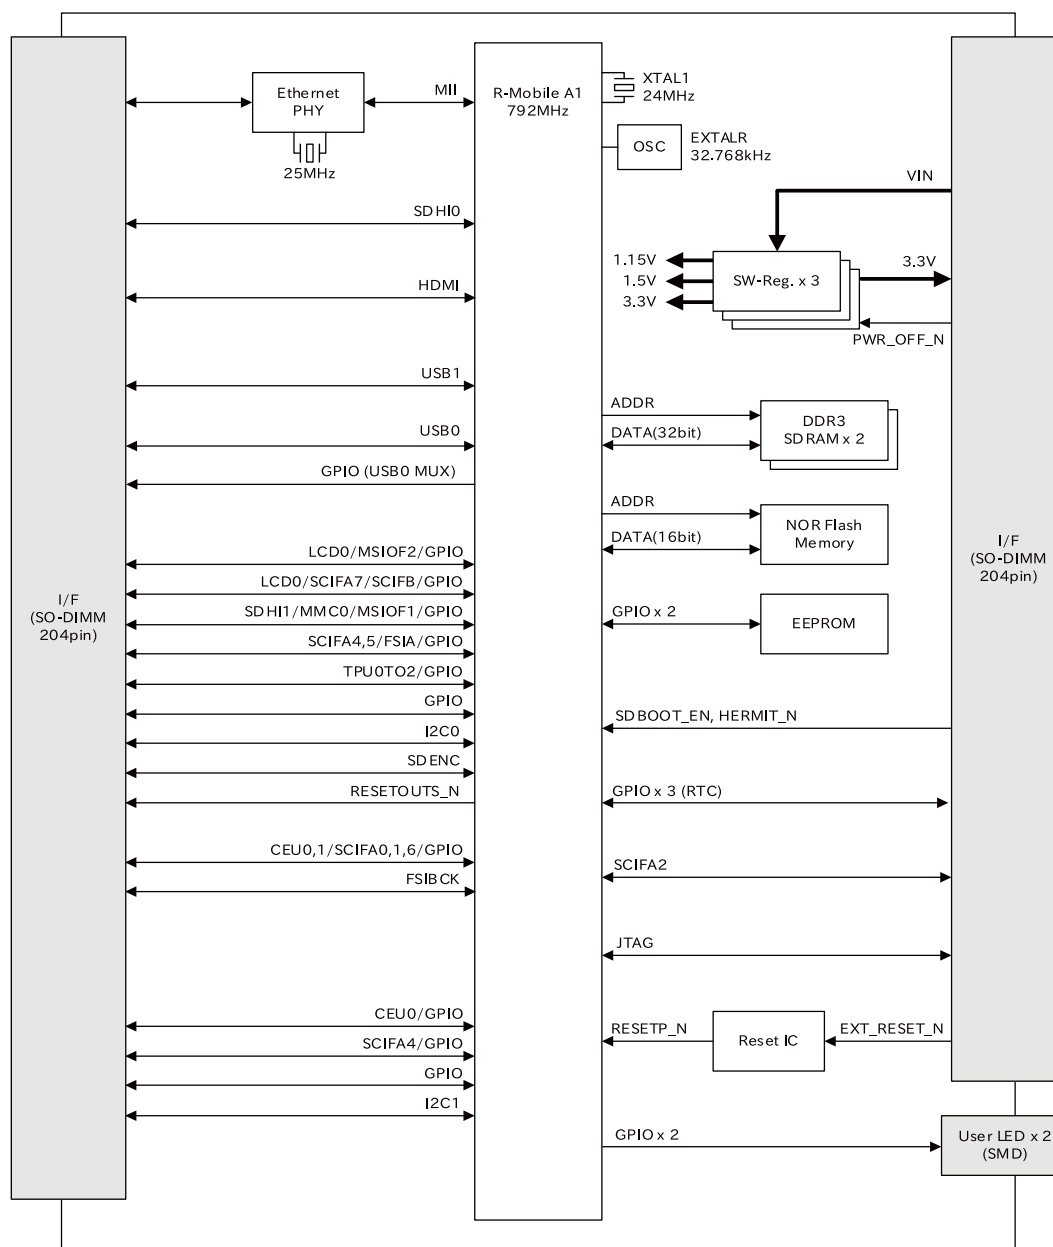 Ethernet
PHY
25MHz
MII
R-Mobile A1
792MHz
XTAL1
24MHz
OSC
EXTALR
32.768kHz
VIN
SDHI0
1.15V
1.5V
3.3V
SW-Reg. x 3
3.3V
HDMI
PWR_OFF_N
USB1
ADDR
DATA(32bit)
DDR3
SDRAM x 2
USB0
GPIO (USB0 MUX)
ADDR
DATA(16bit)
NOR Flash
Memory
I/F
(SO-DIMM
204pin)
LCD0/MSIOF2/GPIO
LCD0/SCIFA7/SCIFB/GPIO
I/F
(SO-DIMM
204pin)
SDHI1/MMC0/MSIOF1/GPIO
GPIO x 2
EEPROM
SCIFA4,5/FSIA/GPIO
TPU0TO2/GPIO
GPIO
SDBOOT_EN, HERMIT_N
I2C0
SDENC
RESETOUTS_N
GPIO x 3 (RTC)
CEU0,1/SCIFA0,1,6/GPIO
SCIFA2
FSIBCK
JTAG
CEU0/GPIO
RESETP_N
Reset IC
EXT_RESET_N
SCIFA4/GPIO
GPIO
I2C1
GPIO x 2
User LED x 2
(SMD)